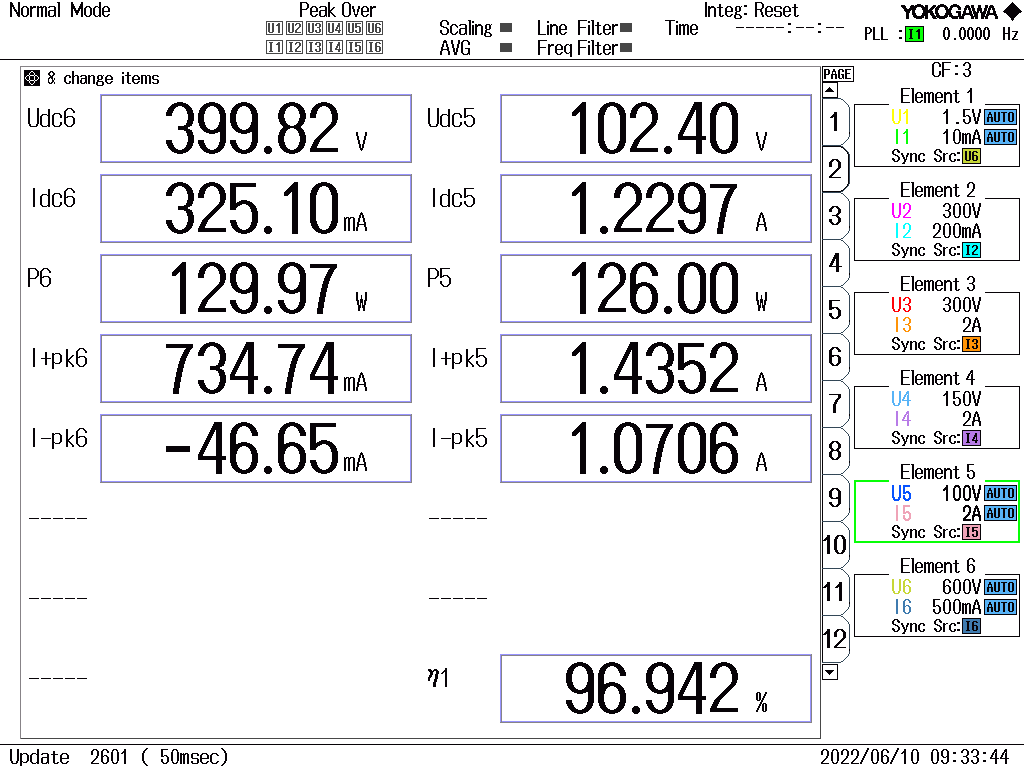 Normal Mode Peak Over Integ: Reset YOKOGAWA
U1 U2 U3 U4 U5 U6 Scaling Line Filter Time -----:--:-- PLL :I1 0.0000 Hz
I1 I2 I3 I4 I5 I6 AVG Freq Filter
8 change items PAGE CF:3
Udc6 399.82 V Udc5 102.40 V
Idc6 325.10 mA Idc5 1.2297 A
P6 129.97 W P5 126.00 W
I+pk6 734.74 mA I+pk5 1.4352 A
I-pk6 -46.65 mA I-pk5 1.0706 A
----- -----
----- -----
----- η1 96.942 %
1
2
3
4
5
6
7
8
9
10
11
12
Element 1
U1 1.5V AUTO
I1 10mA AUTO
Sync Src:U6
Element 2
U2 300V
I2 200mA
Sync Src:I2
Element 3
U3 300V
I3 2A
Sync Src:I3
Element 4
U4 150V
I4 2A
Sync Src:I4
Element 5
U5 100V AUTO
I5 2A AUTO
Sync Src:I5
Element 6
U6 600V AUTO
I6 500mA AUTO
Sync Src:I6
Update 2601 ( 50msec) 2022/06/10 09:33:44